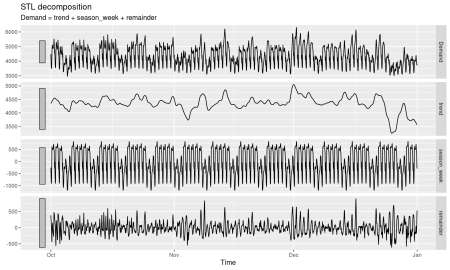 STL decomposition
Demand = trend + season_week + remainder
6000
5000
4000
3000
Demand
5000
4500
4000
3500
trend
500
0
-500
-1000
season_week
500
0
-500
remainder
Oct
Nov
Dec
Jan
Time